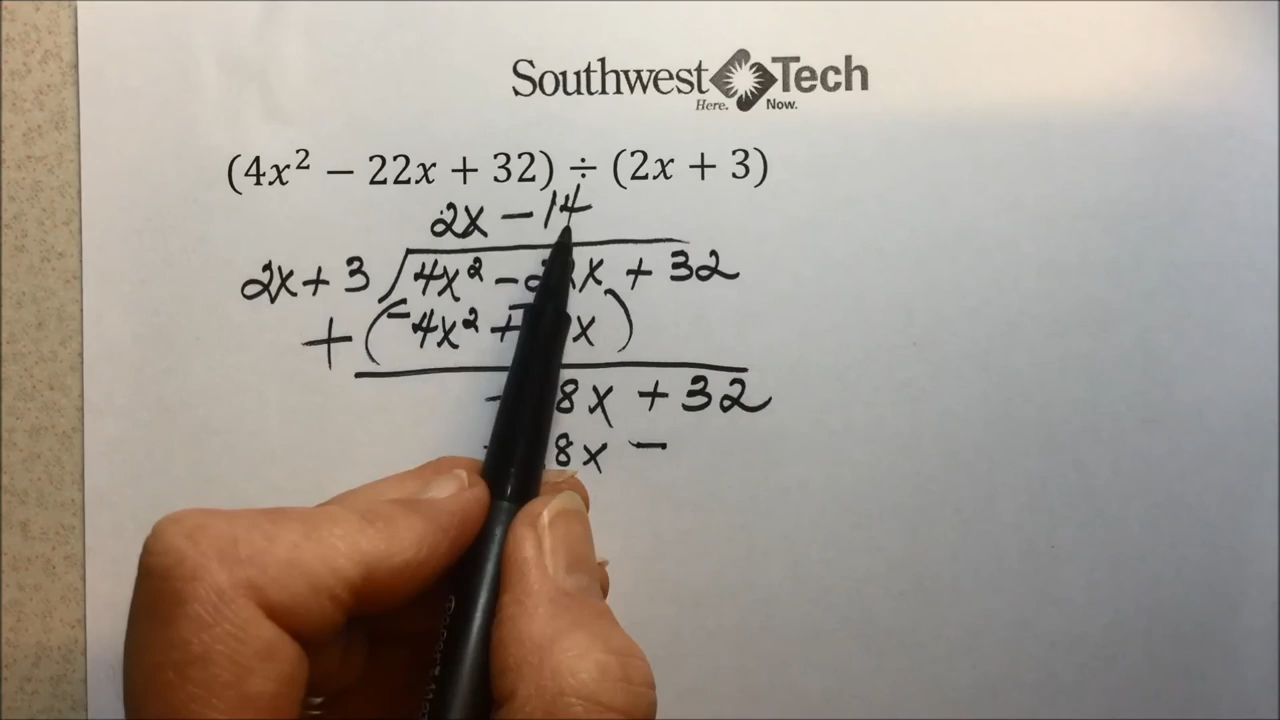 Southwest Tech
Here. Now.
(4x² − 22x + 32) ÷ (2x + 3)
2x − 14
2x + 3 4x² − 22x + 32
+ (−4x² + x)
− 8x + 32
8x −